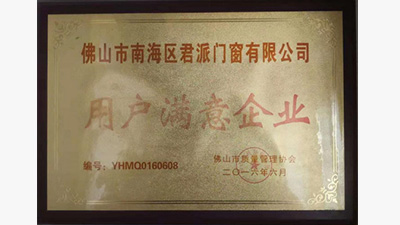 佛山市南海区君派门窗有限公司
用户满意企业
编号：YHMQ0160608
佛山市质量管理协会
二〇一六年六月